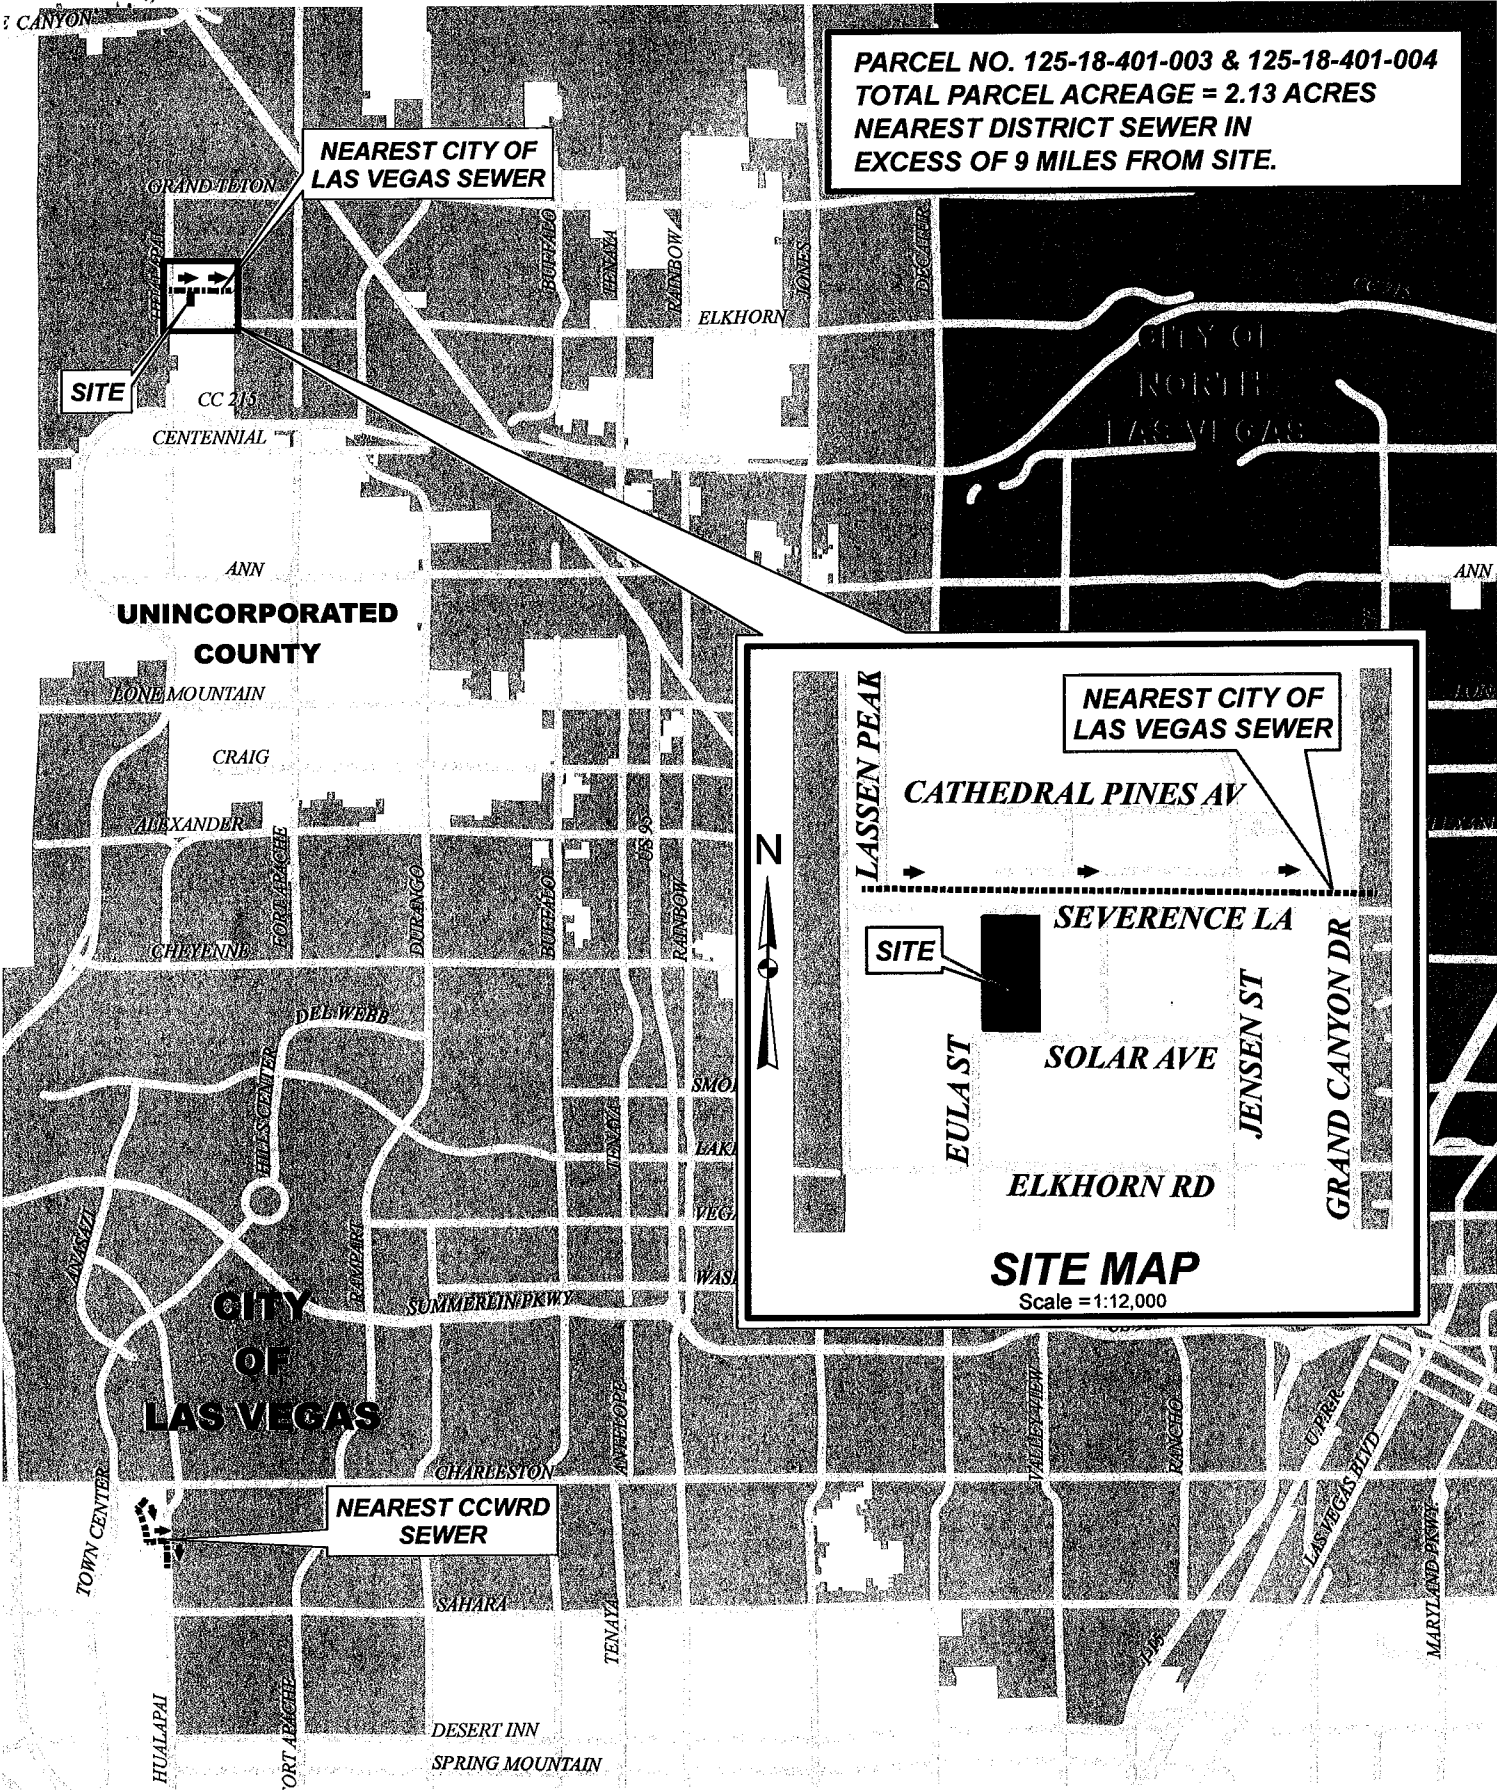 E CANYON
PARCEL NO. 125-18-401-003 & 125-18-401-004
TOTAL PARCEL ACREAGE = 2.13 ACRES
NEAREST DISTRICT SEWER IN
EXCESS OF 9 MILES FROM SITE.
NEAREST CITY OF
LAS VEGAS SEWER
GRAND TETON
HUALAPAI
BUFFALO
TENAYA
RAINBOW
JONES
DECATUR
CC 215
ELKHORN
CITY OF
NORTH
LAS VEGAS
SITE
CC 215
CENTENNIAL
ANN
ANN
UNINCORPORATED
COUNTY
LONE MOUNTAIN
CRAIG
ALEXANDER
FORT APACHE
DURANGO
BUFFALO
US 95
RAINBOW
CHEYENNE
DEL WEBB
HILLS CENTER
TENAYA
SMO
LAKE
VEGA
WASH
ANASAZI
RAMPART
SUMMERLIN PKWY
NEAREST CITY OF
LAS VEGAS SEWER
LASSEN PEAK
CATHEDRAL PINES AV
N
SEVERENCE LA
SITE
EULA ST
SOLAR AVE
JENSEN ST
GRAND CANYON DR
ELKHORN RD
SITE MAP
Scale =1:12,000
CITY
OF
LAS VEGAS
ANTELOPE
VALLEY VIEW
RANCHO
U.P.R.R.
LAS VEGAS BLVD
CHARLESTON
TOWN CENTER
NEAREST CCWRD
SEWER
MARYLAND PKWY.
SAHARA
TENAYA
I-15
HUALAPAI
FORT APACHE
DESERT INN
SPRING MOUNTAIN